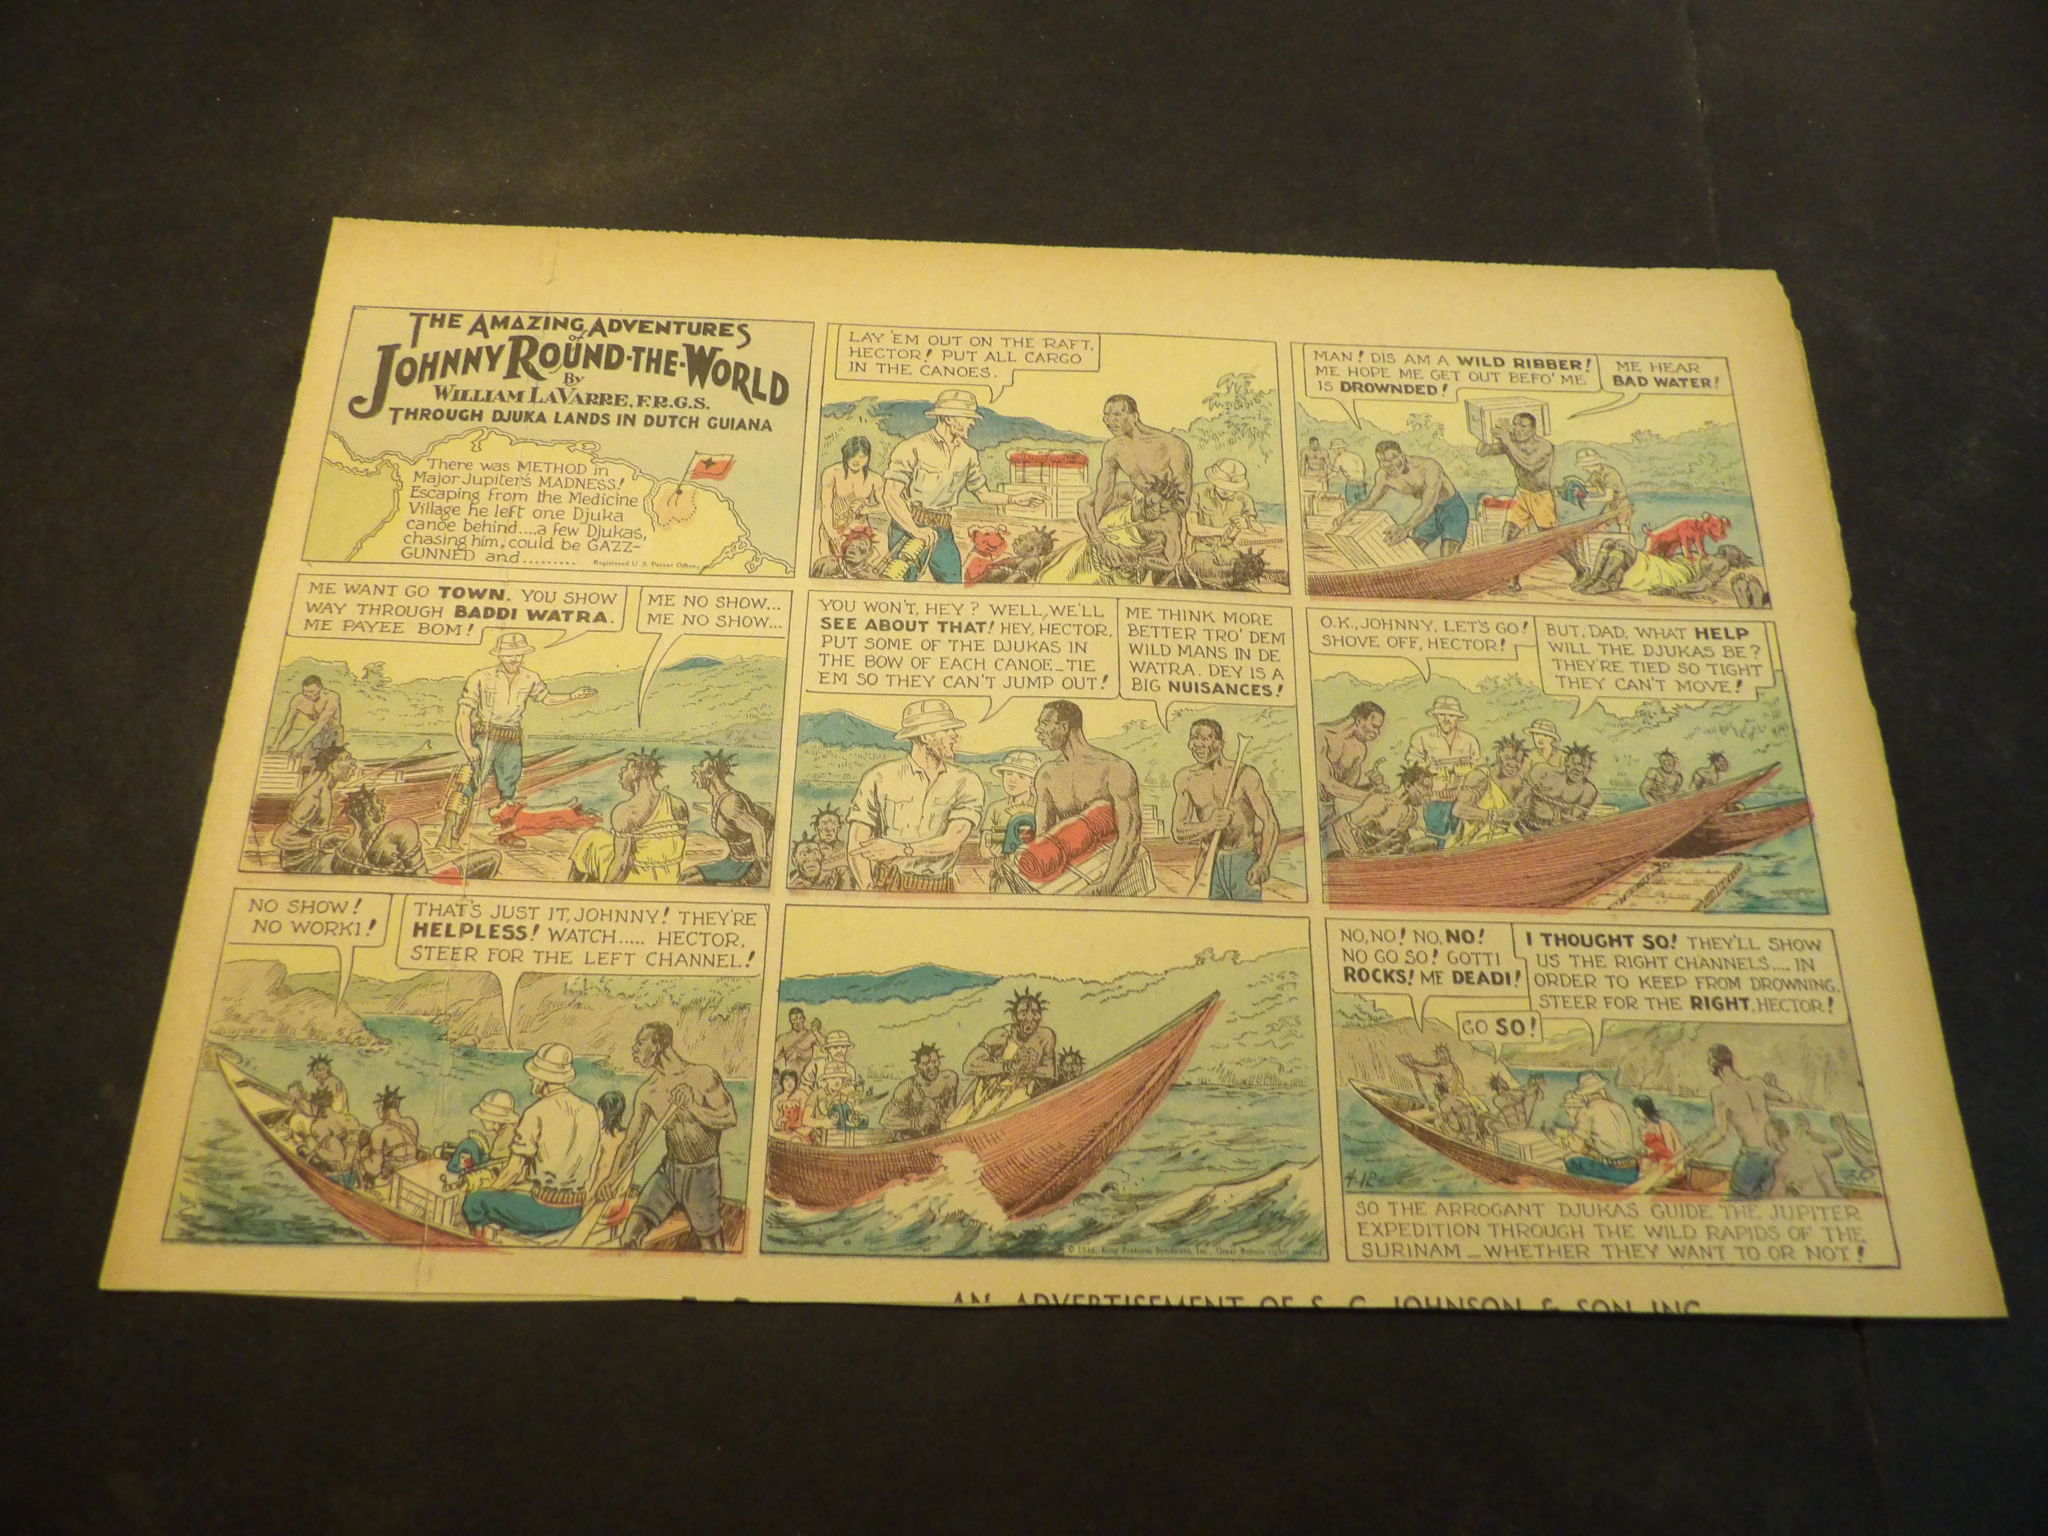 THE AMAZING ADVENTURES
of
JOHNNY ROUND-THE-WORLD
By
WILLIAM LAVARRE, F.R.G.S.
THROUGH DJUKA LANDS IN DUTCH GUIANA
There was METHOD in
Major Jupiter's MADNESS!
Escaping from the Medicine
Village he left one Djuka
canoe behind....a few Djukas,
chasing him, could be GAZZ-
GUNNED and.........
Registered U. S. Patent Office
LAY 'EM OUT ON THE RAFT,
HECTOR! PUT ALL CARGO
IN THE CANOES.
MAN! DIS AM A WILD RIBBER!
ME HOPE ME GET OUT BEFO' ME
IS DROWNDED!
ME HEAR
BAD WATER!
ME WANT GO TOWN. YOU SHOW
WAY THROUGH BADDI WATRA.
ME PAYEE BOM!
ME NO SHOW...
ME NO SHOW...
YOU WON'T, HEY? WELL, WE'LL
SEE ABOUT THAT! HEY, HECTOR,
PUT SOME OF THE DJUKAS IN
THE BOW OF EACH CANOE_TIE
EM SO THEY CAN'T JUMP OUT!
ME THINK MORE
BETTER TRO' DEM
WILD MANS IN DE
WATRA. DEY IS A
BIG NUISANCES!
O.K., JOHNNY, LET'S GO!
SHOVE OFF, HECTOR!
BUT, DAD, WHAT HELP
WILL THE DJUKAS BE?
THEY'RE TIED SO TIGHT
THEY CAN'T MOVE!
NO SHOW!
NO WORKI!
THAT'S JUST IT, JOHNNY! THEY'RE
HELPLESS! WATCH..... HECTOR,
STEER FOR THE LEFT CHANNEL!
© 1936, King Features Syndicate, Inc., Great Britain rights reserved
NO, NO! NO, NO!
NO GO SO! GOTTI
ROCKS! ME DEADI!
GO SO!
I THOUGHT SO! THEY'LL SHOW
US THE RIGHT CHANNELS.... IN
ORDER TO KEEP FROM DROWNING.
STEER FOR THE RIGHT, HECTOR!
4-12
SO THE ARROGANT DJUKAS GUIDE THE JUPITER
EXPEDITION THROUGH THE WILD RAPIDS OF THE
SURINAM _ WHETHER THEY WANT TO OR NOT!
AN ADVERTISEMENT OF S. C. JOHNSON & SON INC